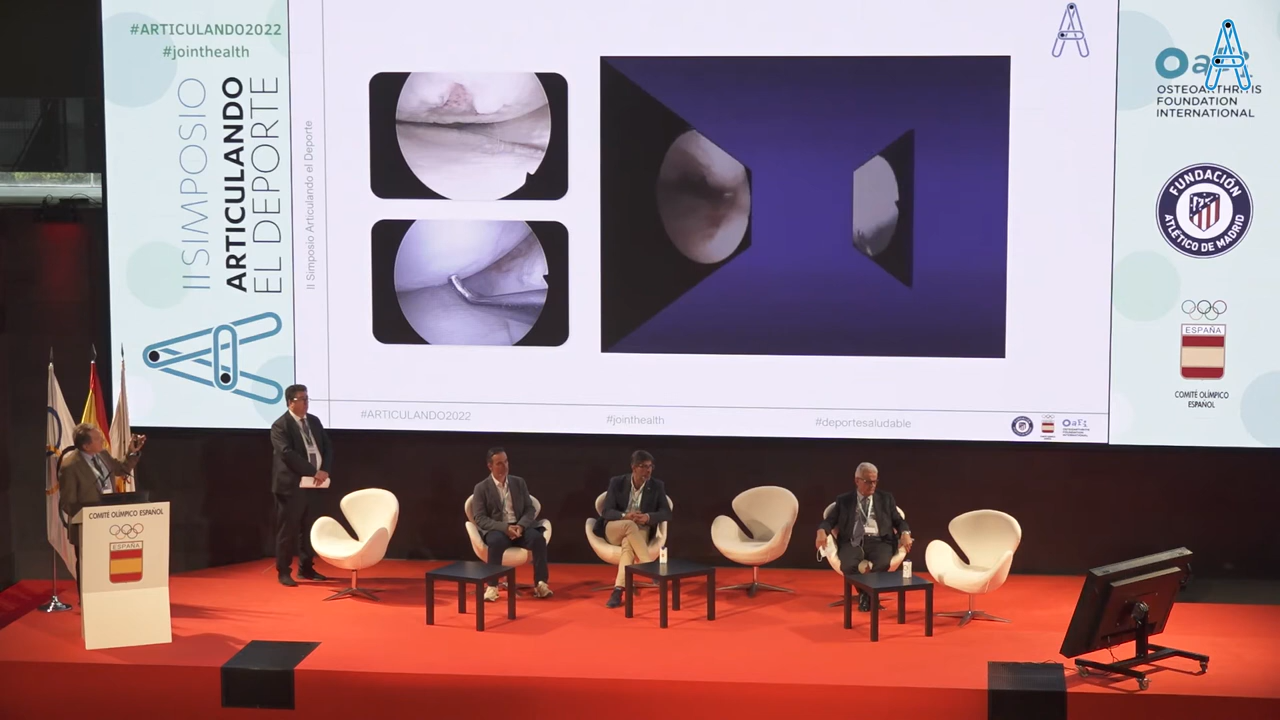 #ARTICULANDO2022
#jointhealth
II SIMPOSIO
ARTICULANDO
EL DEPORTE
II Simposio Articulando el Deporte
#ARTICULANDO2022
#jointhealth
#deportesaludable
OSTEOARTHRITIS
FOUNDATION
INTERNATIONAL
FUNDACIÓN
ATLÉTICO DE MADRID
ESPAÑA
COMITÉ OLÍMPICO
ESPAÑOL
COMITÉ OLÍMPICO ESPAÑOL
ESPAÑA